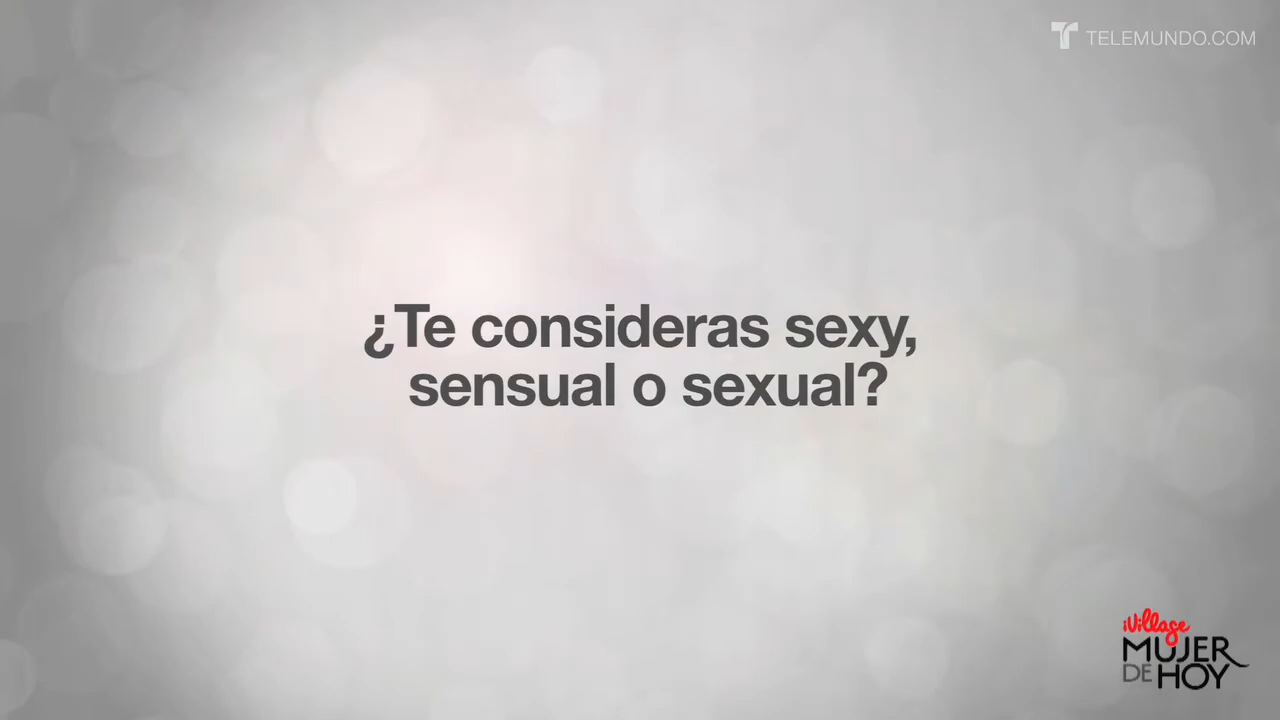 TELEMUNDO.COM
¿Te consideras sexy,
sensual o sexual?
iVillage
MUJER
DE HOY